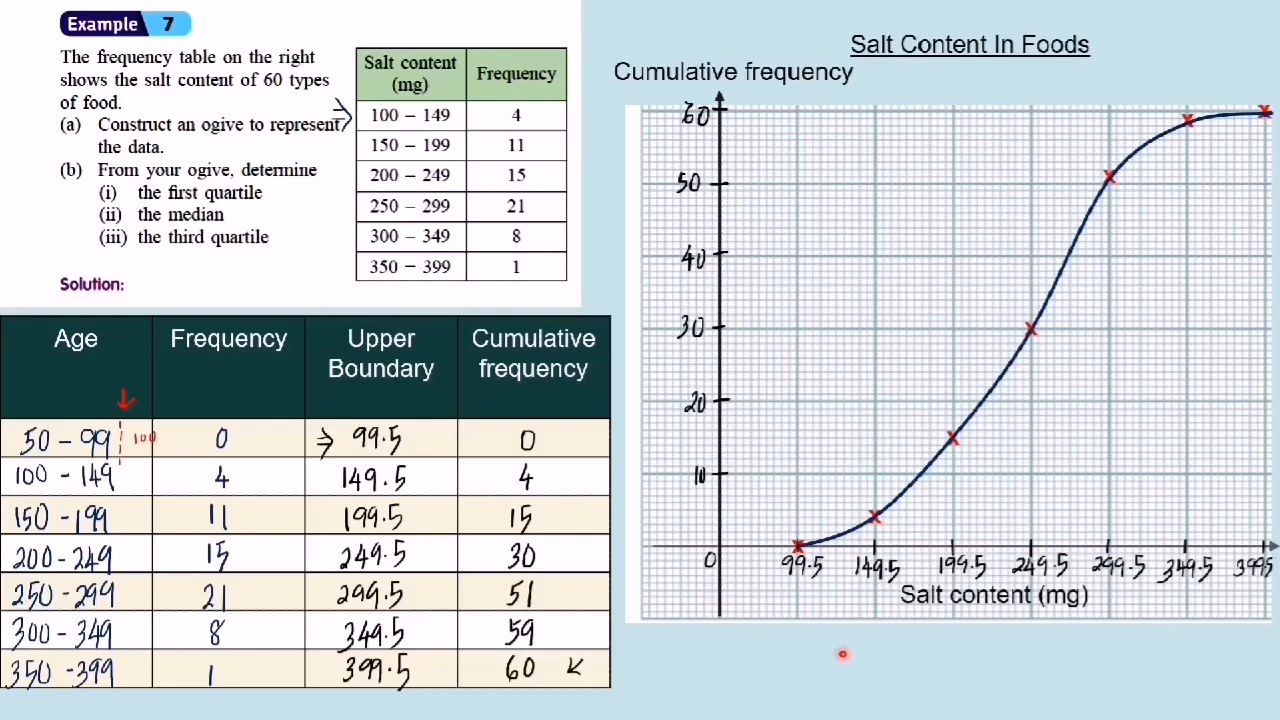 Example 7
The frequency table on the right
shows the salt content of 60 types
of food.
(a) Construct an ogive to represent
the data.
(b) From your ogive, determine
(i) the first quartile
(ii) the median
(iii) the third quartile
Solution:
Salt content (mg) Frequency
100 – 149 4
150 – 199 11
200 – 249 15
250 – 299 21
300 – 349 8
350 – 399 1
Age Frequency Upper Boundary Cumulative frequency
50 - 99 100 0 99.5 0
100 - 149 4 149.5 4
150 - 199 11 199.5 15
200 - 249 15 249.5 30
250 - 299 21 299.5 51
300 - 349 8 349.5 59
350 - 399 1 399.5 60
Salt Content In Foods
Cumulative frequency
60
50
40
30
20
10
0 99.5 149.5 199.5 249.5 299.5 349.5 399.5
Salt content (mg)